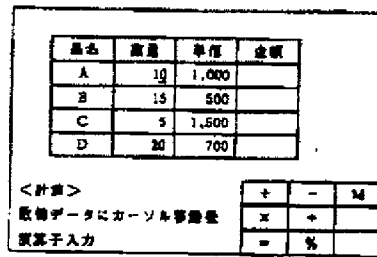 品名 数量 単価 金額
A 10 1,000
B 15 500
C 5 1,500
D 20 700
<計算>
数値データにカーソル移動後
演算子入力
+ - M
× ÷
= %